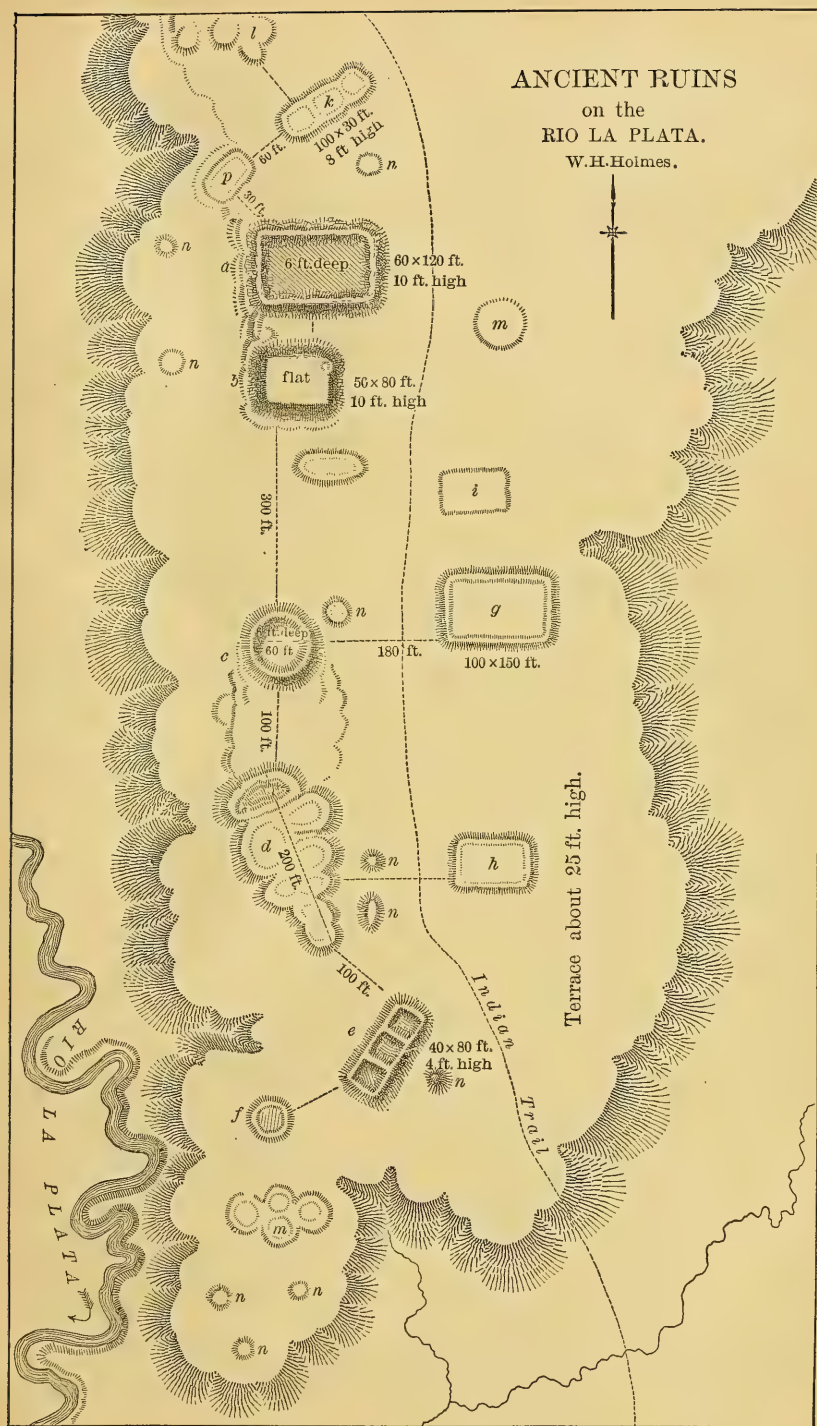 ANCIENT RUINS
on the
RIO LA PLATA.
W.H.Holmes.
l
k
100 × 30 ft.
8 ft high
60 ft.
n
p
30 ft.
n
a
6 ft. deep
60 × 120 ft.
10 ft. high
m
n
b
flat
50 × 80 ft.
10 ft. high
300 ft.
i
n
g
100 × 150 ft.
c
ft. deep
60 ft
180 ft.
100 ft.
d
200 ft.
n
h
n
Terrace about 25 ft. high.
100 ft.
Indian
Trail
e
40 × 80 ft.
4 ft. high
n
f
m
n
n
n
RIO
LA PLATA